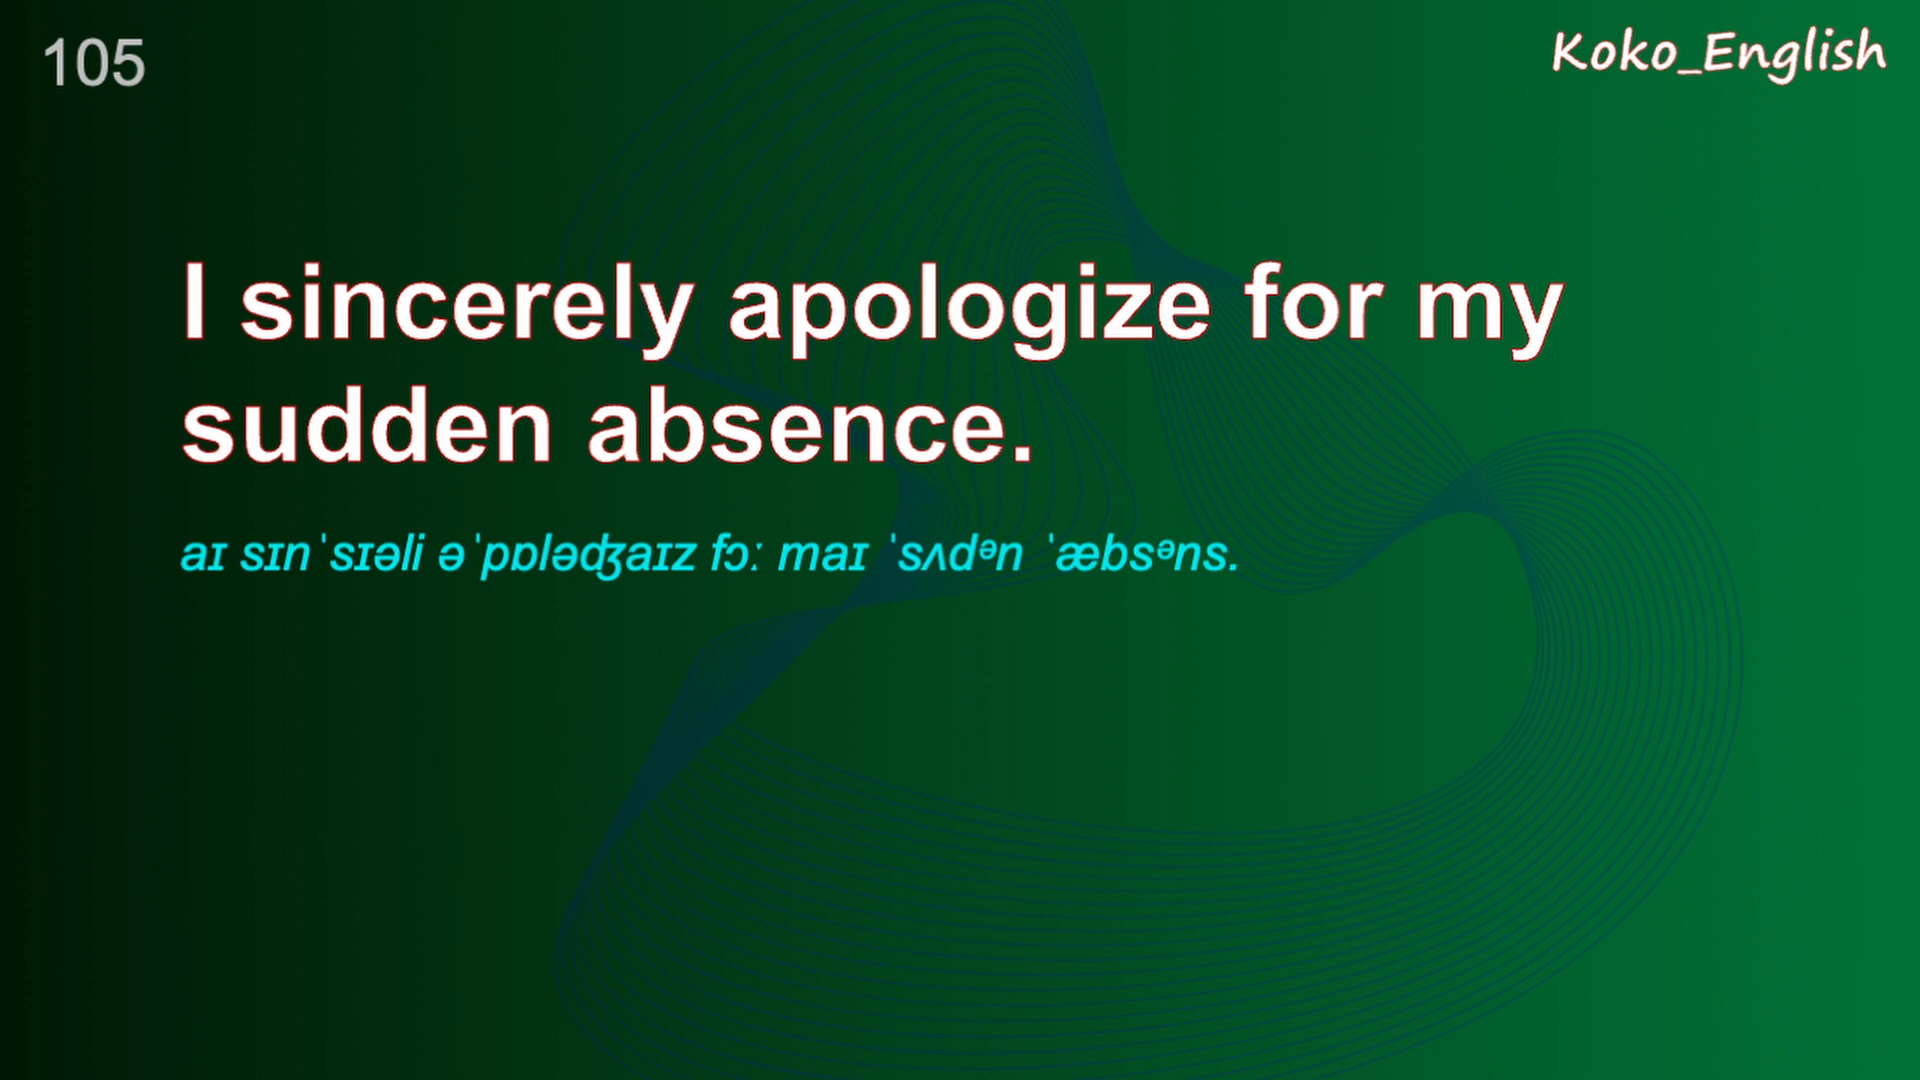 105
Koko_English
I sincerely apologize for my
sudden absence.
aɪ sɪnˈsɪəli əˈpɒləʤaɪz fɔː maɪ ˈsʌdᵊn ˈæbsᵊns.